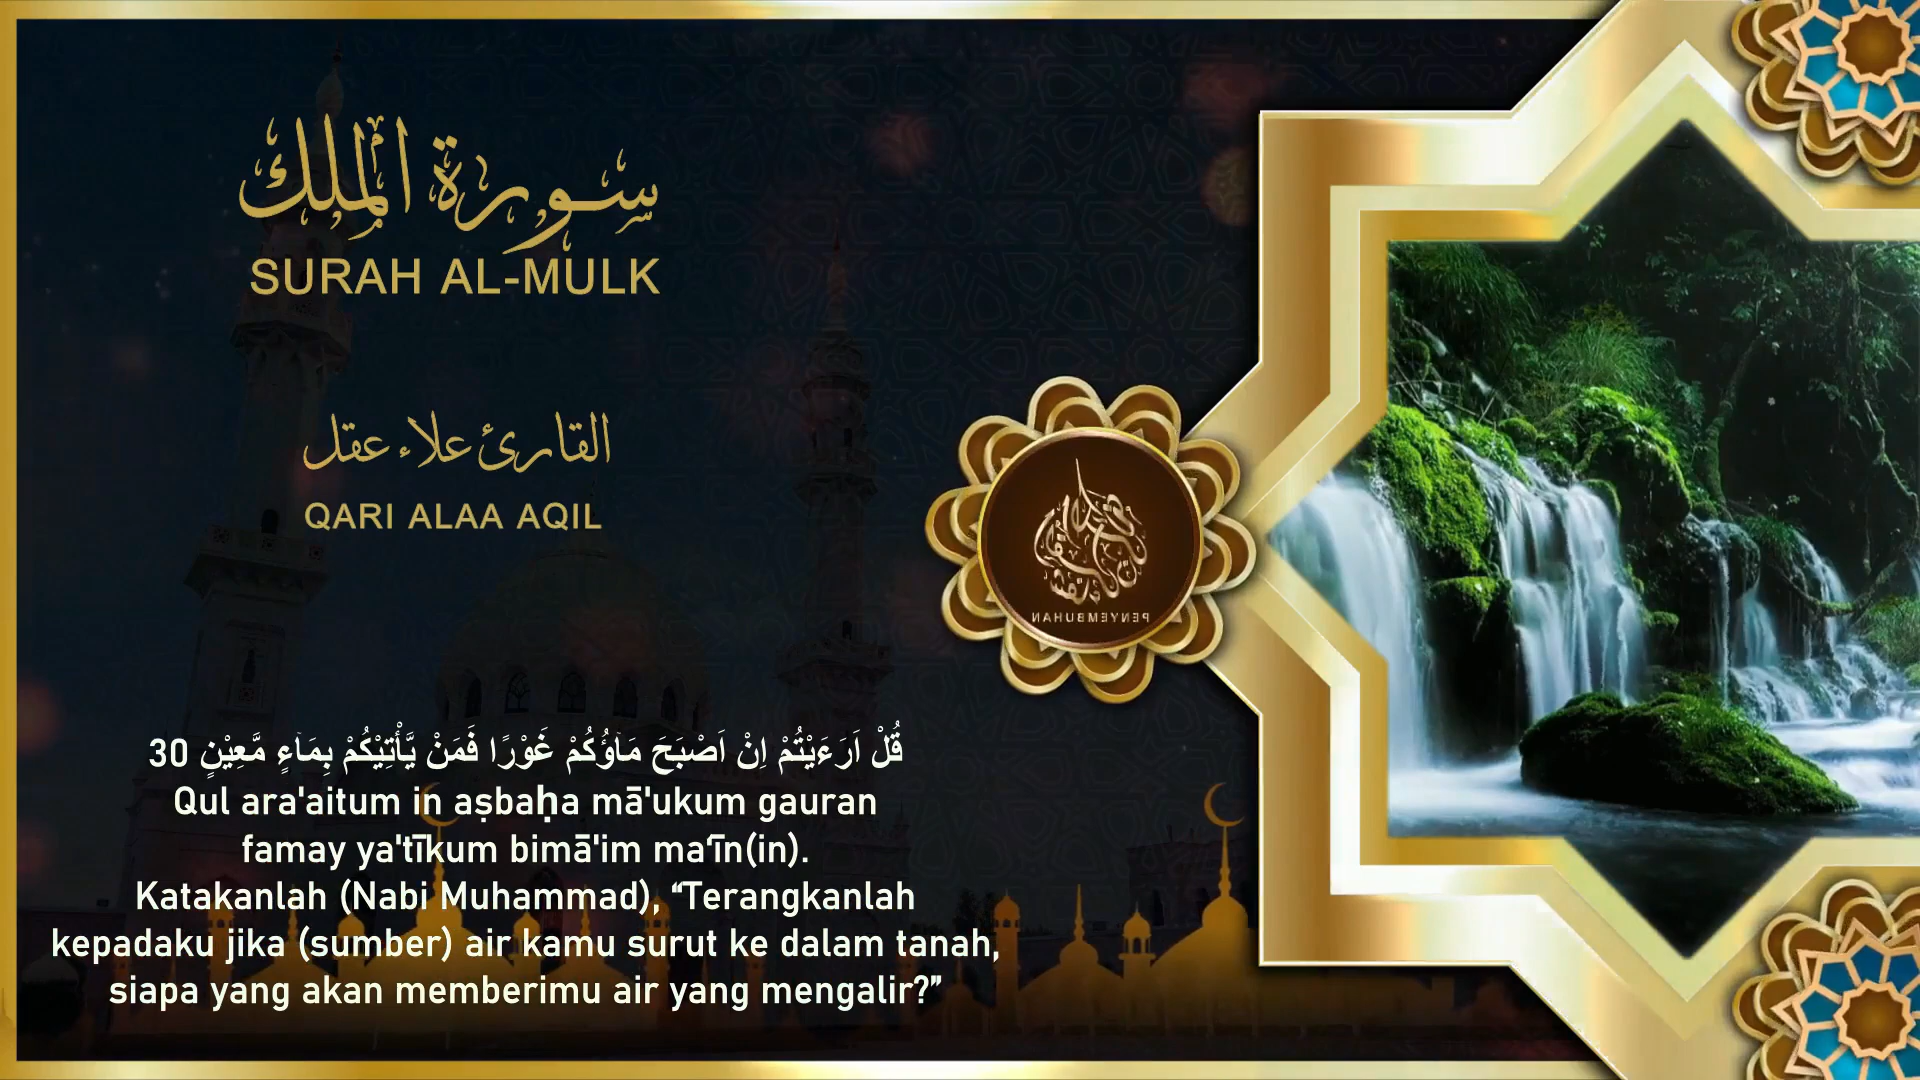 سورة الملك
SURAH AL-MULK
القارئ علاء عقل
QARI ALAA AQIL
PENYEMBUHAN
قُلْ اَرَءَيْتُمْ اِنْ اَصْبَحَ مَاۤؤُكُمْ غَوْرًا فَمَنْ يَّأْتِيْكُمْ بِمَاۤءٍ مَّعِيْنٍ 30
Qul ara'aitum in aṣbaḥa mā'ukum gauran
famay ya'tīkum bimā'im ma‘īn(in).
Katakanlah (Nabi Muhammad), “Terangkanlah
kepadaku jika (sumber) air kamu surut ke dalam tanah,
siapa yang akan memberimu air yang mengalir?”